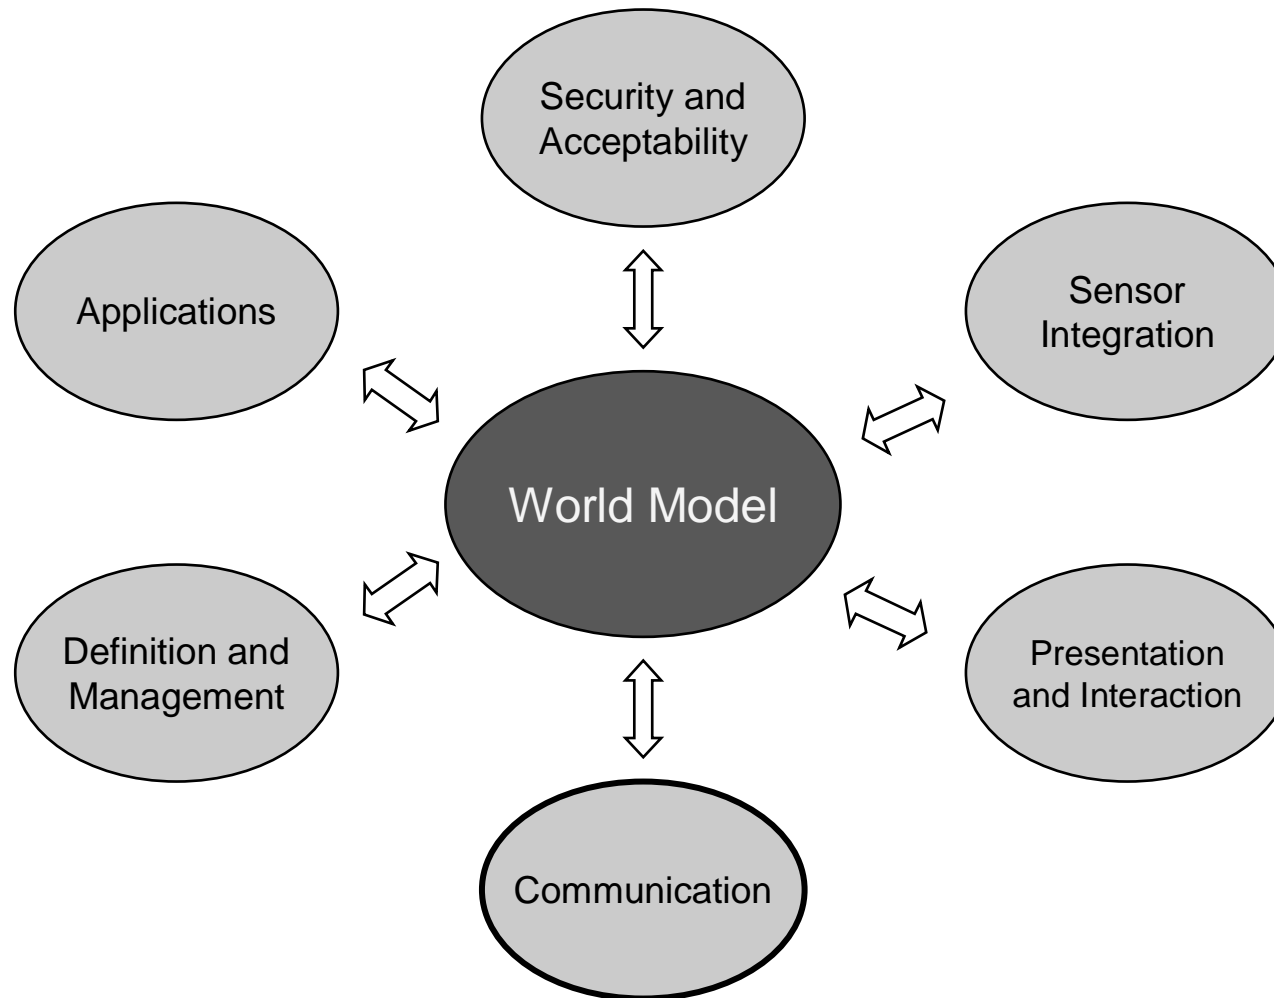 Security and
Acceptability
Applications
Sensor
Integration
World Model
Definition and
Management
Presentation
and Interaction
Communication